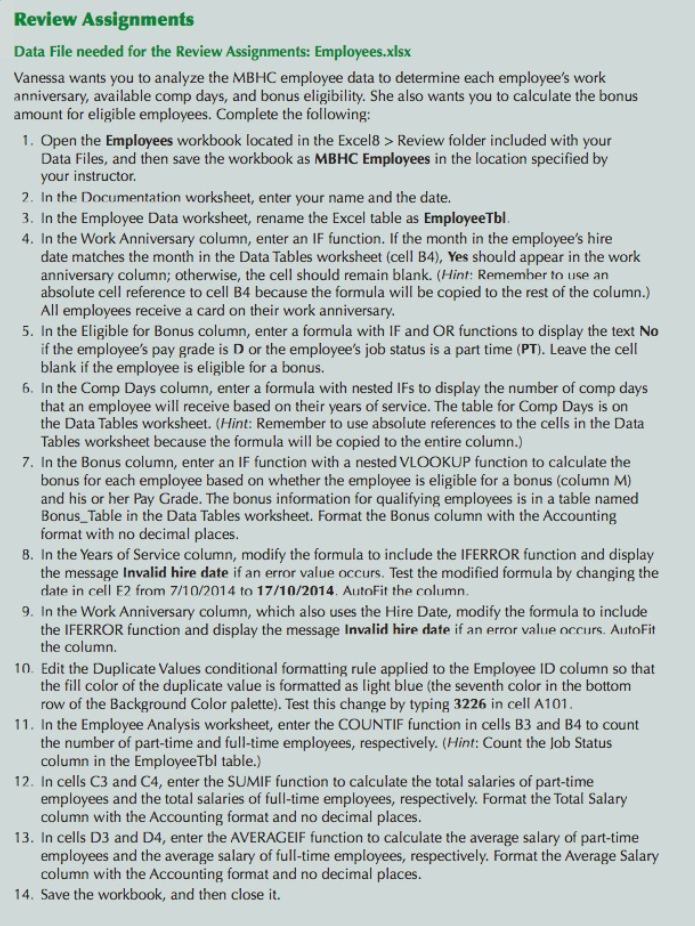 Review Assignments
Data File needed for the Review Assignments: Employees.xlsx
Vanessa wants you to analyze the MBHC employee data to determine each employee's work
anniversary, available comp days, and bonus eligibility. She also wants you to calculate the bonus
amount for eligible employees. Complete the following:
1. Open the Employees workbook located in the Excel8 > Review folder included with your
Data Files, and then save the workbook as MBHC Employees in the location specified by
your instructor.
2. In the Documentation worksheet, enter your name and the date.
3. In the Employee Data worksheet, rename the Excel table as EmployeeTbl.
4. In the Work Anniversary column, enter an IF function. If the month in the employee's hire
date matches the month in the Data Tables worksheet (cell B4), Yes should appear in the work
anniversary column; otherwise, the cell should remain blank. (Hint: Remember to use an
absolute cell reference to cell B4 because the formula will be copied to the rest of the column.)
All employees receive a card on their work anniversary.
5. In the Eligible for Bonus column, enter a formula with IF and OR functions to display the text No
if the employee's pay grade is D or the employee's job status is a part time (PT). Leave the cell
blank if the employee is eligible for a bonus.
6. In the Comp Days column, enter a formula with nested IFs to display the number of comp days
that an employee will receive based on their years of service. The table for Comp Days is on
the Data Tables worksheet. (Hint: Remember to use absolute references to the cells in the Data
Tables worksheet because the formula will be copied to the entire column.)
7. In the Bonus column, enter an IF function with a nested VLOOKUP function to calculate the
bonus for each employee based on whether the employee is eligible for a bonus (column M)
and his or her Pay Grade. The bonus information for qualifying employees is in a table named
Bonus_Table in the Data Tables worksheet. Format the Bonus column with the Accounting
format with no decimal places.
8. In the Years of Service column, modify the formula to include the IFERROR function and display
the message Invalid hire date if an error value occurs. Test the modified formula by changing the
date in cell E2 from 7/10/2014 to 17/10/2014. AutoFit the column.
9. In the Work Anniversary column, which also uses the Hire Date, modify the formula to include
the IFERROR function and display the message Invalid hire date if an error value occurs. AutoFit
the column.
10. Edit the Duplicate Values conditional formatting rule applied to the Employee ID column so that
the fill color of the duplicate value is formatted as light blue (the seventh color in the bottom
row of the Background Color palette). Test this change by typing 3226 in cell A101.
11. In the Employee Analysis worksheet, enter the COUNTIF function in cells B3 and B4 to count
the number of part-time and full-time employees, respectively. (Hint: Count the Job Status
column in the EmployeeTbl table.)
12. In cells C3 and C4, enter the SUMIF function to calculate the total salaries of part-time
employees and the total salaries of full-time employees, respectively. Format the Total Salary
column with the Accounting format and no decimal places.
13. In cells D3 and D4, enter the AVERAGEIF function to calculate the average salary of part-time
employees and the average salary of full-time employees, respectively. Format the Average Salary
column with the Accounting format and no decimal places.
14. Save the workbook, and then close it.